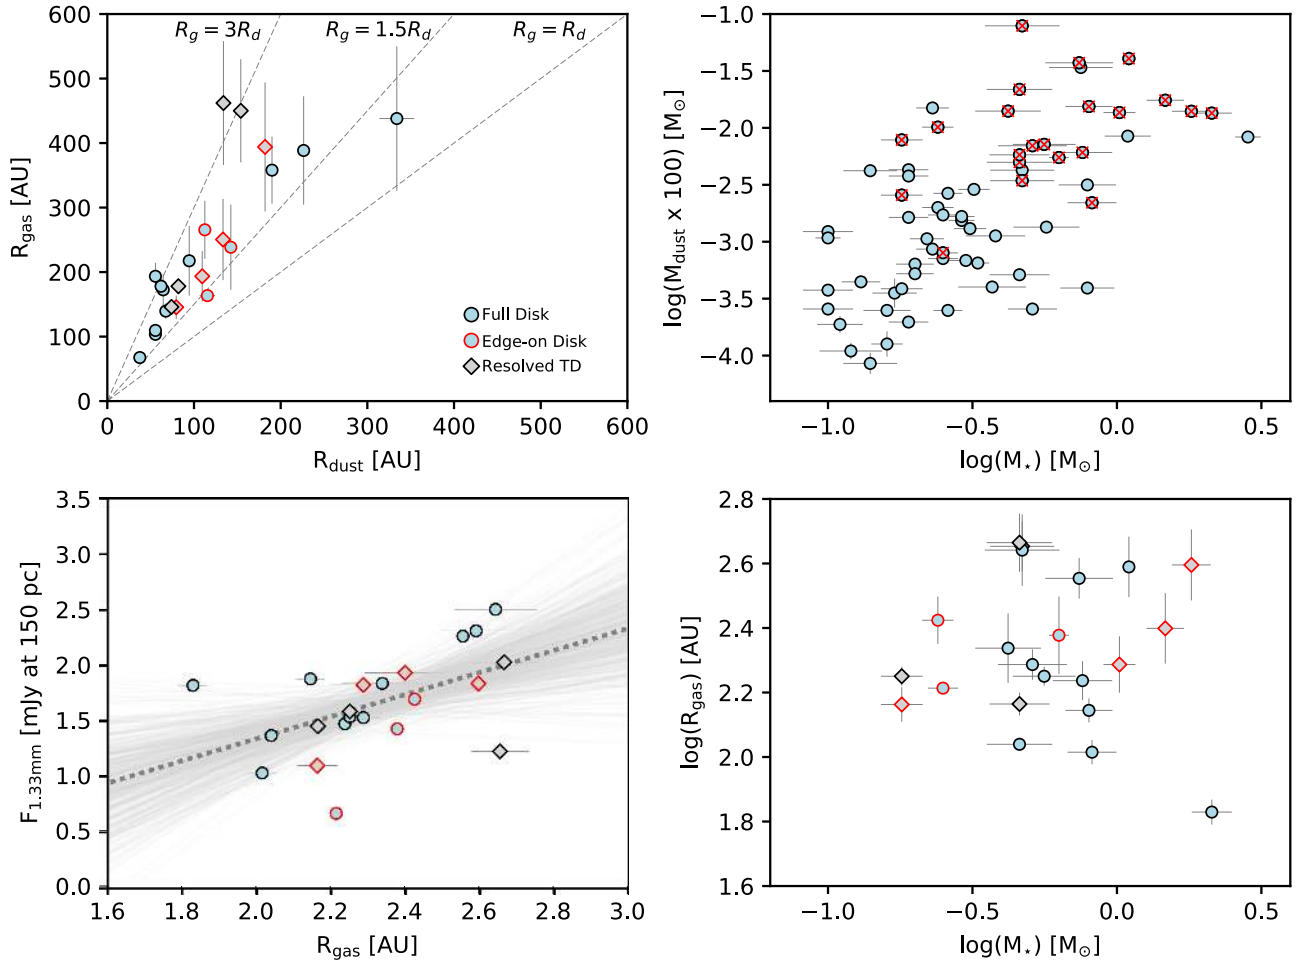 R_g = 3R_d
R_g = 1.5R_d
R_g = R_d
600
500
400
300
200
100
0
R_gas [AU]
Full Disk
Edge-on Disk
Resolved TD
0 100 200 300 400 500 600
R_dust [AU]
−1.0
−1.5
−2.0
−2.5
−3.0
−3.5
−4.0
log(M_dust x 100) [M_⊙]
−1.0 −0.5 0.0 0.5
log(M_⋆) [M_⊙]
3.5
3.0
2.5
2.0
1.5
1.0
0.5
0.0
F_1.33mm [mJy at 150 pc]
1.6 1.8 2.0 2.2 2.4 2.6 2.8 3.0
R_gas [AU]
2.8
2.6
2.4
2.2
2.0
1.8
1.6
log(R_gas) [AU]
−1.0 −0.5 0.0 0.5
log(M_⋆) [M_⊙]